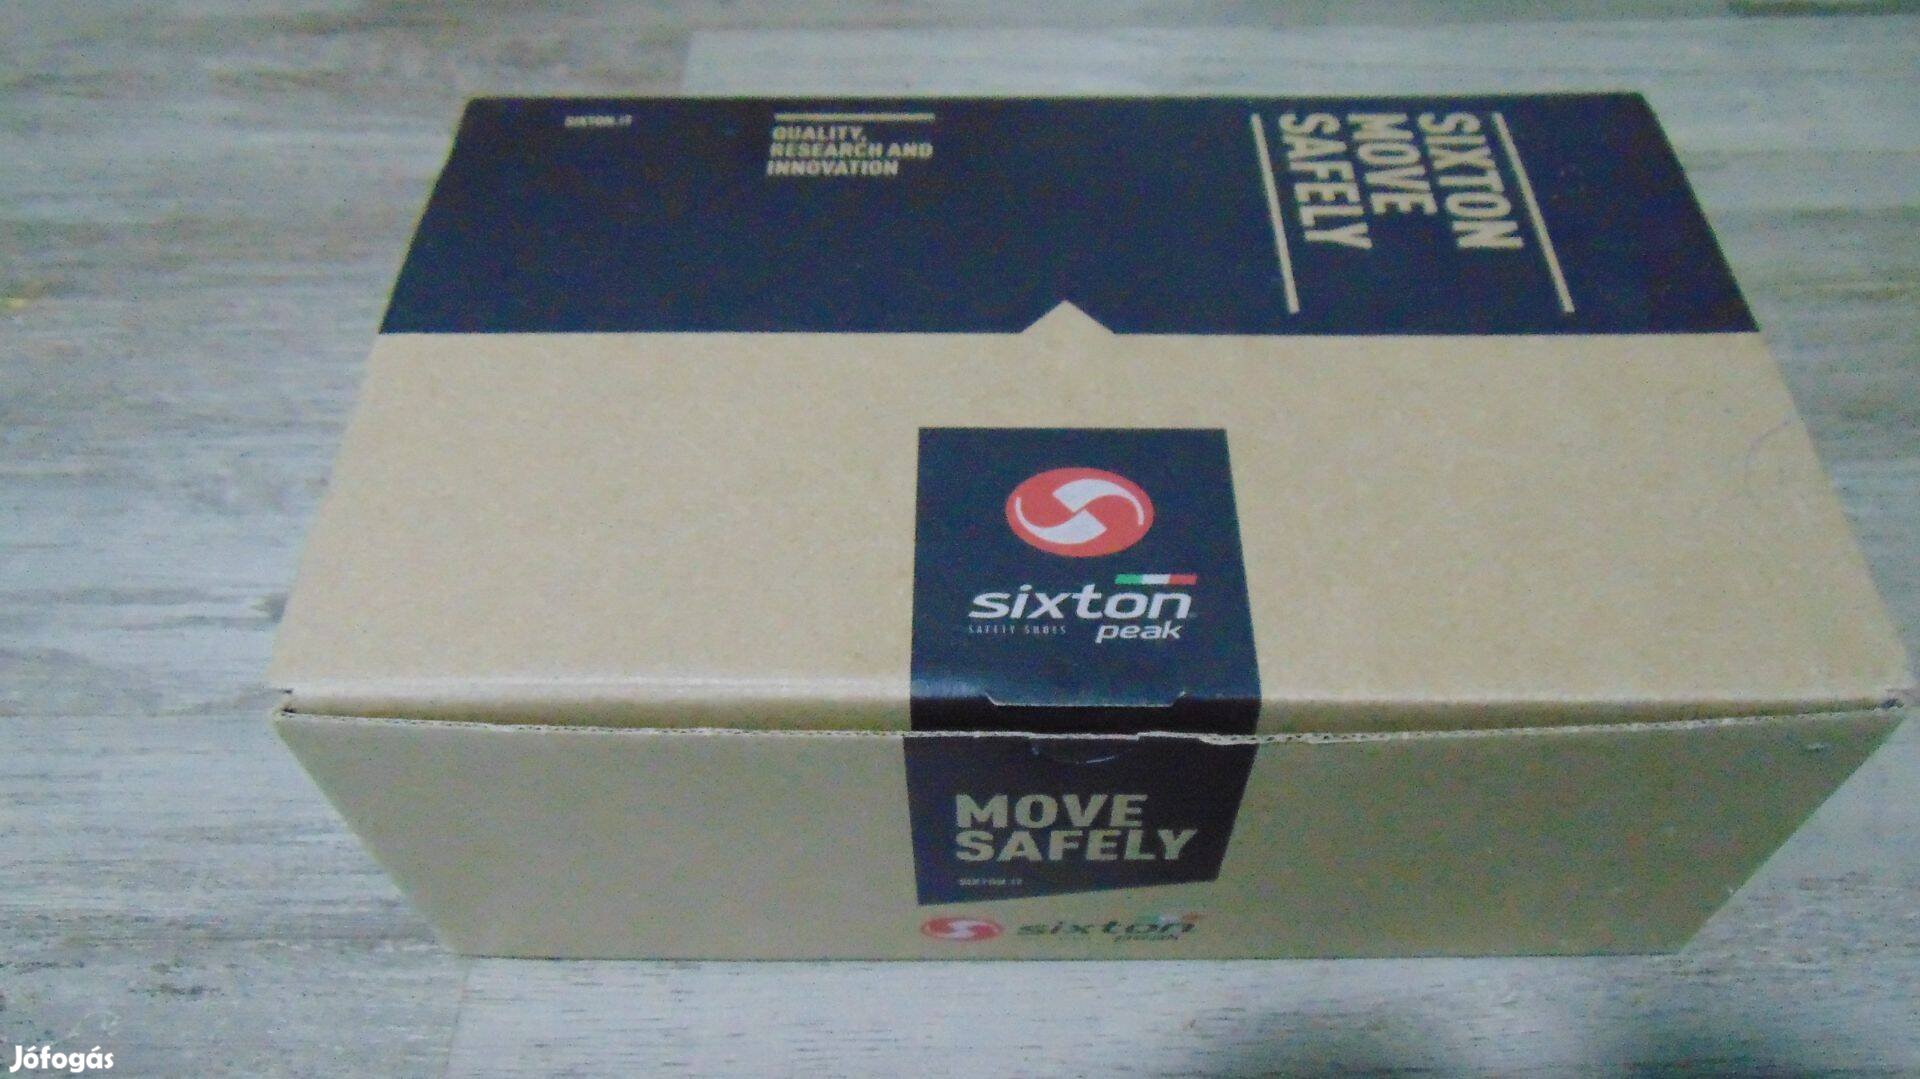 SIXTON.IT
QUALITY,
RESEARCH AND
INNOVATION
SIXTON
MOVE
SAFELY
sixton
SAFETY SHOES
peak
MOVE
SAFELY
SIXTON.IT
sixton
peak
Jófogás